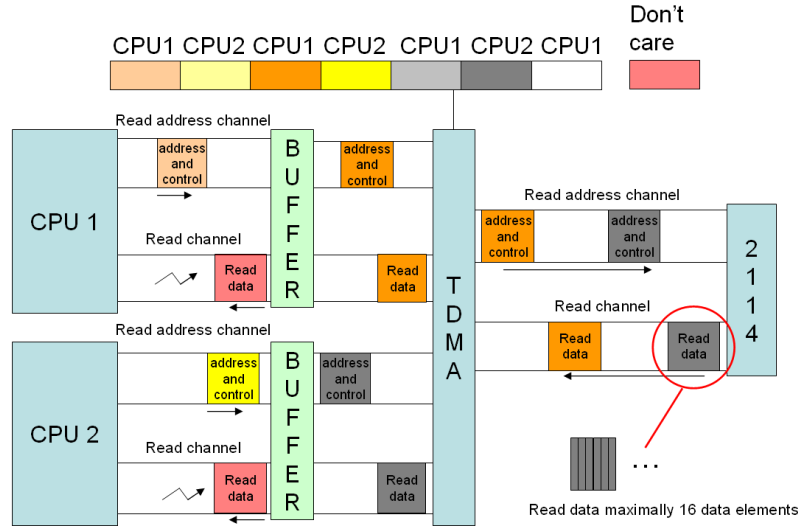 Don't
care
CPU1 CPU2 CPU1 CPU2 CPU1 CPU2 CPU1
Read address channel
address
and
control
B
U
F
F
E
R
address
and
control
CPU 1
Read channel
Read
data
Read
data
T
D
M
A
Read address channel
address
and
control
address
and
control
2
1
1
4
Read channel
Read
data
Read
data
Read address channel
address
and
control
B
U
F
F
E
R
address
and
control
CPU 2
Read channel
Read
data
Read
data
...
Read data maximally 16 data elements